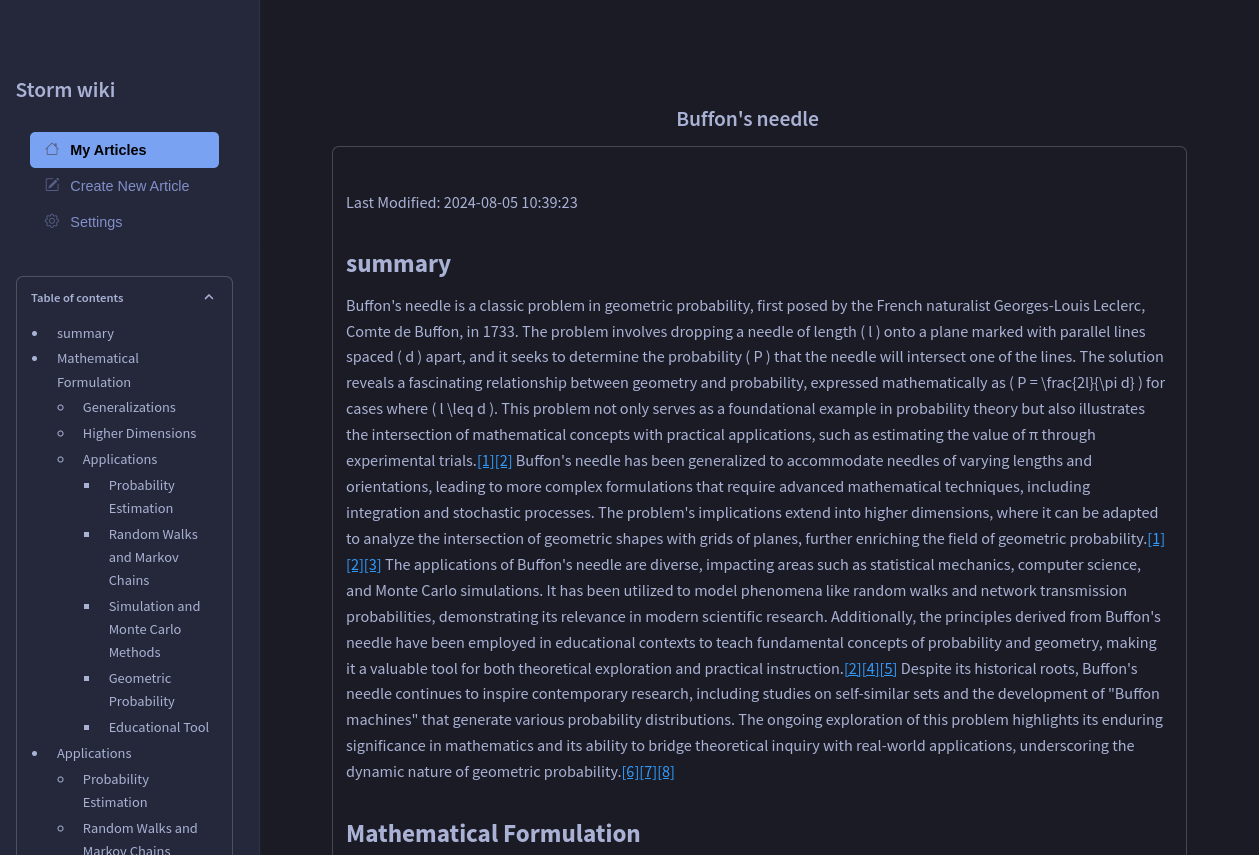 Storm wiki
My Articles
Create New Article
Settings
Table of contents
summary
Mathematical
Formulation
Generalizations
Higher Dimensions
Applications
Probability
Estimation
Random Walks
and Markov
Chains
Simulation and
Monte Carlo
Methods
Geometric
Probability
Educational Tool
Applications
Probability
Estimation
Random Walks and
Markov Chains
Buffon's needle
Last Modified: 2024-08-05 10:39:23
summary
Buffon's needle is a classic problem in geometric probability, first posed by the French naturalist Georges-Louis Leclerc,
Comte de Buffon, in 1733. The problem involves dropping a needle of length ( l ) onto a plane marked with parallel lines
spaced ( d ) apart, and it seeks to determine the probability ( P ) that the needle will intersect one of the lines. The solution
reveals a fascinating relationship between geometry and probability, expressed mathematically as ( P = \frac{2l}{\pi d} ) for
cases where ( l \leq d ). This problem not only serves as a foundational example in probability theory but also illustrates
the intersection of mathematical concepts with practical applications, such as estimating the value of π through
experimental trials.[1][2] Buffon's needle has been generalized to accommodate needles of varying lengths and
orientations, leading to more complex formulations that require advanced mathematical techniques, including
integration and stochastic processes. The problem's implications extend into higher dimensions, where it can be adapted
to analyze the intersection of geometric shapes with grids of planes, further enriching the field of geometric probability.[1]
[2][3] The applications of Buffon's needle are diverse, impacting areas such as statistical mechanics, computer science,
and Monte Carlo simulations. It has been utilized to model phenomena like random walks and network transmission
probabilities, demonstrating its relevance in modern scientific research. Additionally, the principles derived from Buffon's
needle have been employed in educational contexts to teach fundamental concepts of probability and geometry, making
it a valuable tool for both theoretical exploration and practical instruction.[2][4][5] Despite its historical roots, Buffon's
needle continues to inspire contemporary research, including studies on self-similar sets and the development of "Buffon
machines" that generate various probability distributions. The ongoing exploration of this problem highlights its enduring
significance in mathematics and its ability to bridge theoretical inquiry with real-world applications, underscoring the
dynamic nature of geometric probability.[6][7][8]
Mathematical Formulation